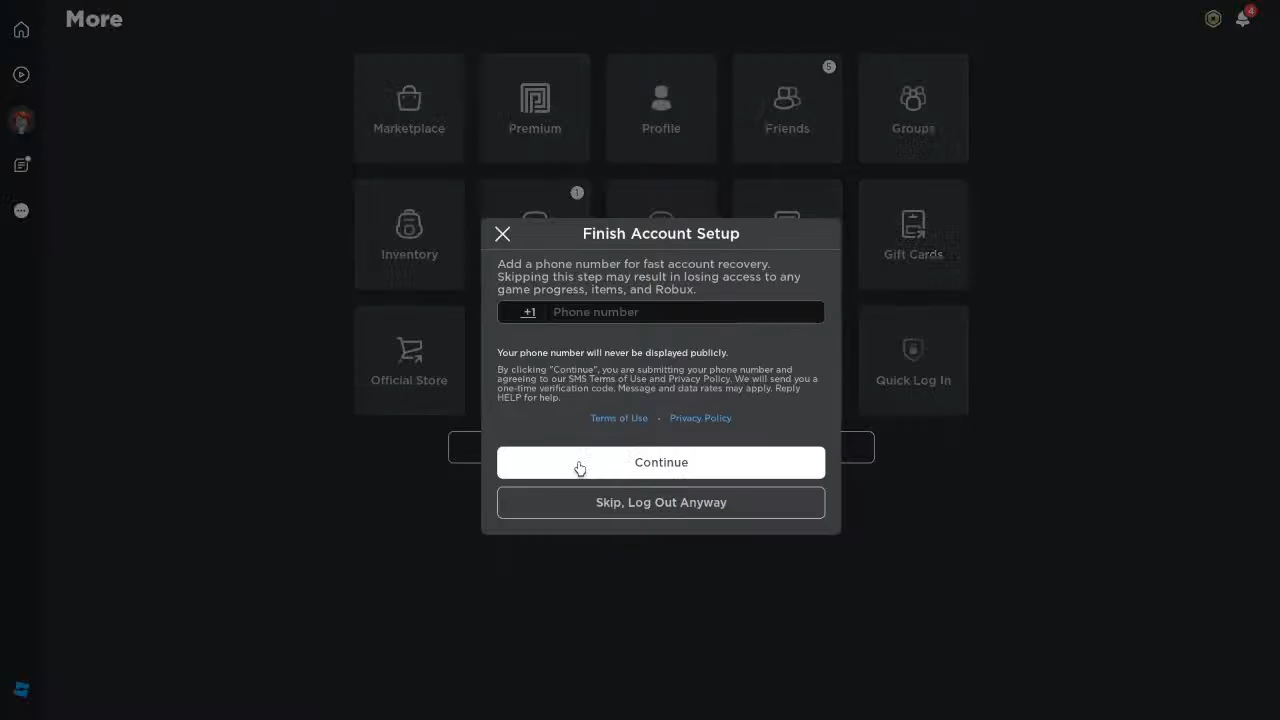 More
4
Marketplace
Premium
Profile
5
Friends
Groups
Inventory
1
Gift Cards
Finish Account Setup
Add a phone number for fast account recovery.
Skipping this step may result in losing access to any
game progress, items, and Robux.
+1 Phone number
Your phone number will never be displayed publicly.
By clicking "Continue", you are submitting your phone number and
agreeing to our SMS Terms of Use and Privacy Policy. We will send you a
one-time verification code. Message and data rates may apply. Reply
HELP for help.
Terms of Use - Privacy Policy
Official Store
Quick Log In
Continue
Skip, Log Out Anyway